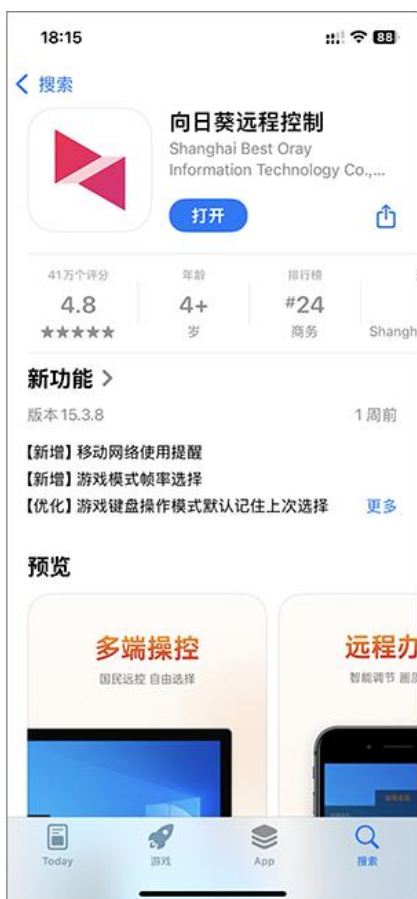 18:15
88
搜索
向日葵远程控制
Shanghai Best Oray
Information Technology Co.,...
打开
41万个评分
年龄
排行榜
4.8
4+
#24
★★★★★
岁
商务
Shangh
新功能
版本 15.3.8
1 周前
【新增】移动网络使用提醒
【新增】游戏模式帧率选择
【优化】游戏键盘操作模式默认记住上次选择
更多
预览
多端操控
远程办
国民远控 自由选择
智能调节 画
Today
游戏
App
搜索